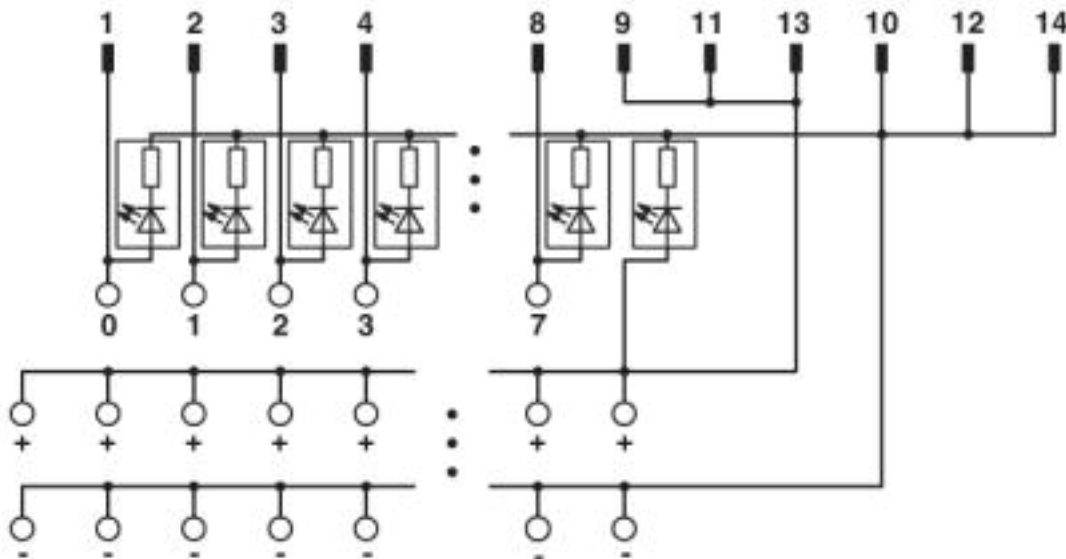 1 2 3 4 8 9 11 13 10 12 14
0 1 2 3 7
+ + + + + + +
- - - - - - -